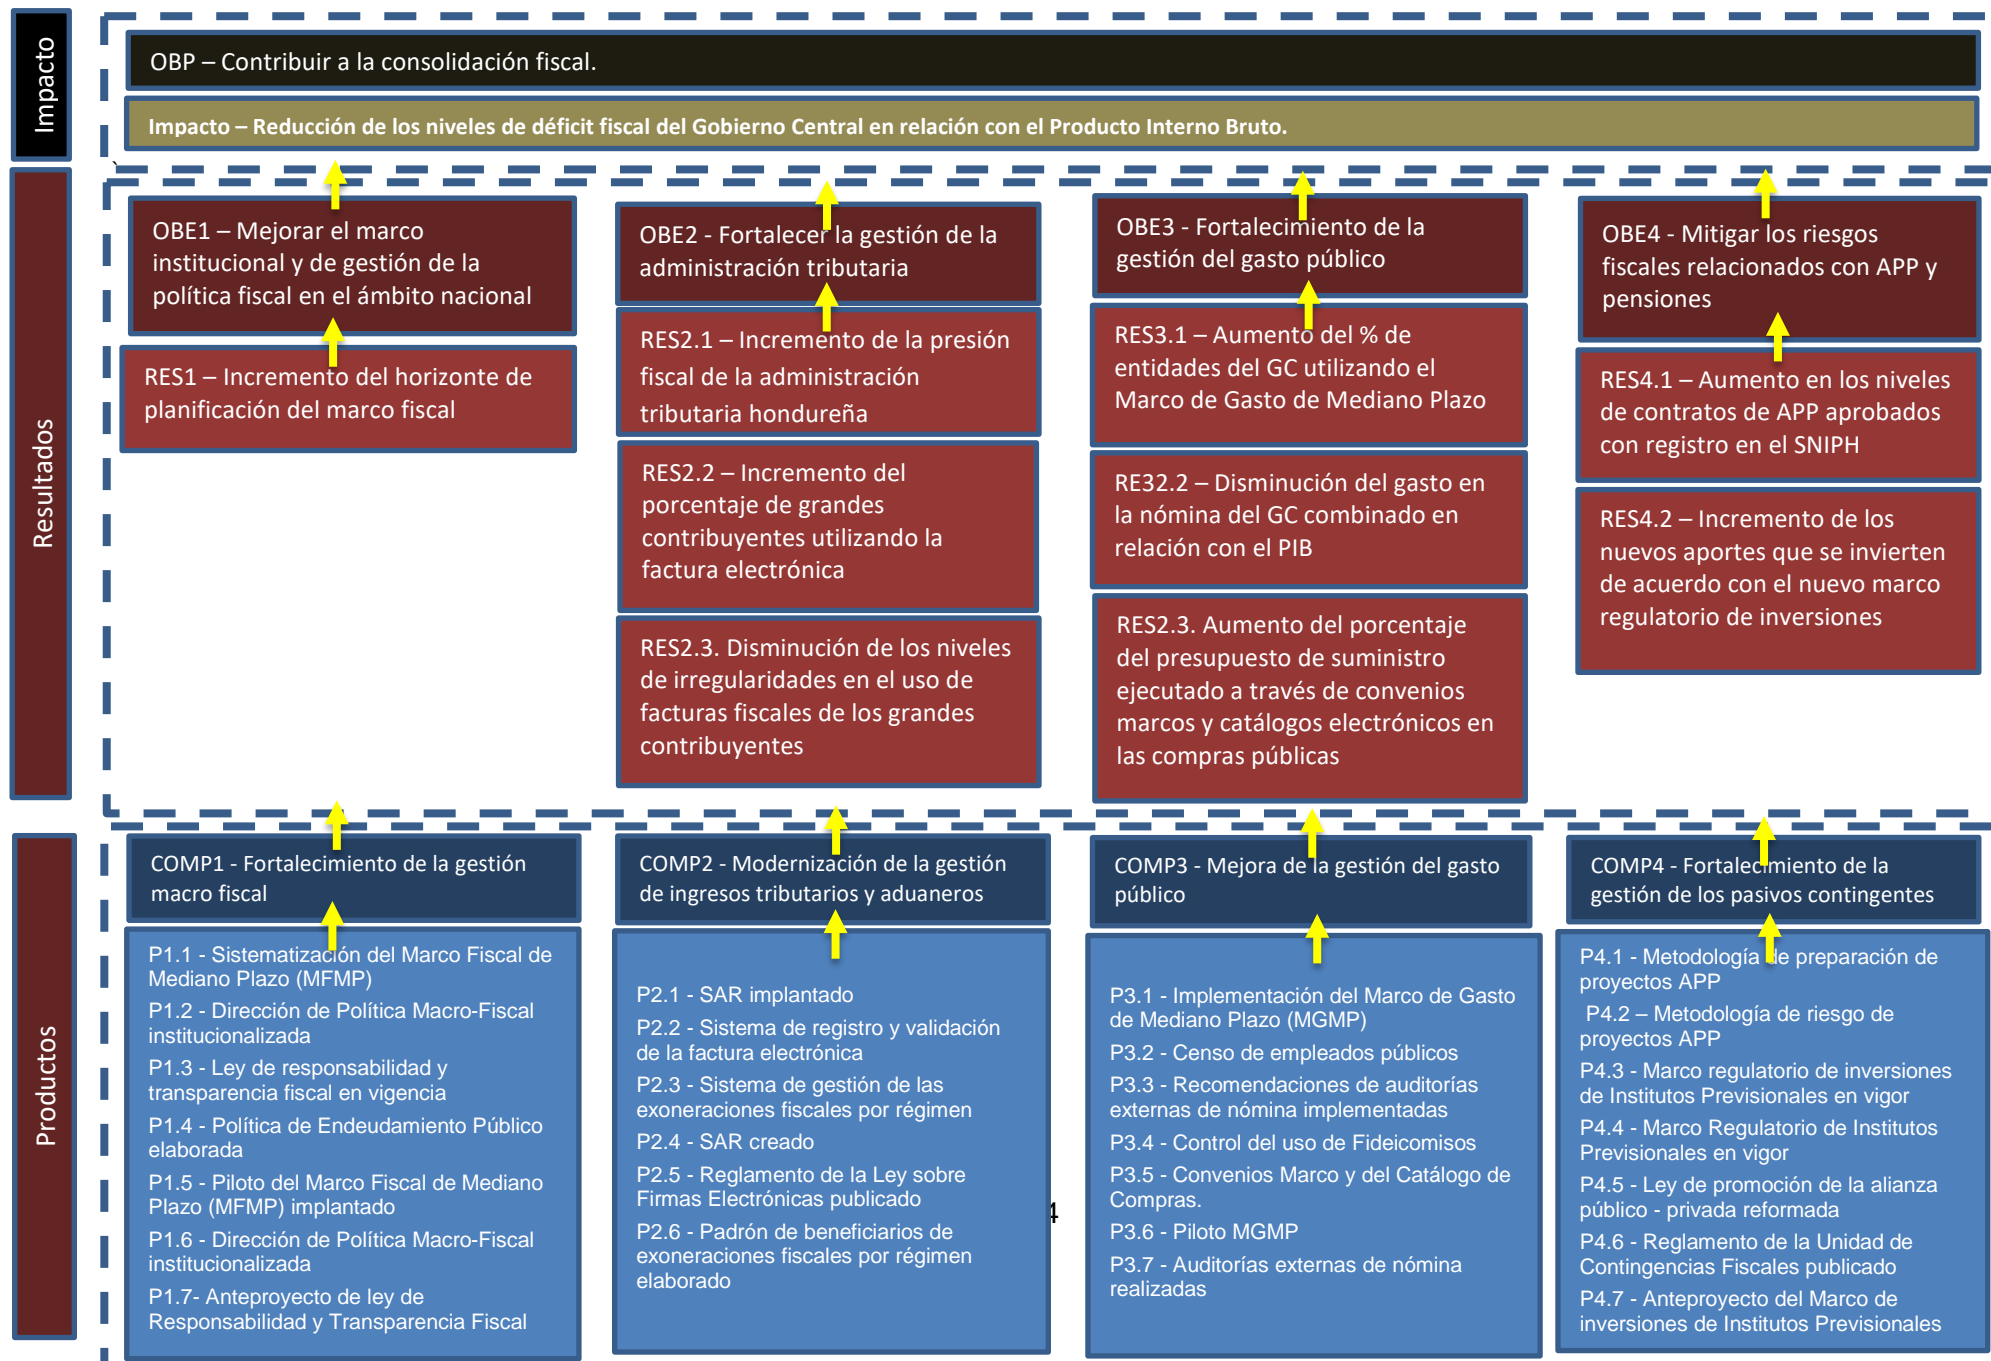 Impacto
OBP – Contribuir a la consolidación fiscal.
Impacto – Reducción de los niveles de déficit fiscal del Gobierno Central en relación con el Producto Interno Bruto.
`
Resultados
OBE1 – Mejorar el marco
institucional y de gestión de la
política fiscal en el ámbito nacional
RES1 – Incremento del horizonte de
planificación del marco fiscal
OBE2 - Fortalecer la gestión de la
administración tributaria
RES2.1 – Incremento de la presión
fiscal de la administración
tributaria hondureña
RES2.2 – Incremento del
porcentaje de grandes
contribuyentes utilizando la
factura electrónica
RES2.3. Disminución de los niveles
de irregularidades en el uso de
facturas fiscales de los grandes
contribuyentes
OBE3 - Fortalecimiento de la
gestión del gasto público
RES3.1 – Aumento del % de
entidades del GC utilizando el
Marco de Gasto de Mediano Plazo
RE32.2 – Disminución del gasto en
la nómina del GC combinado en
relación con el PIB
RES2.3. Aumento del porcentaje
del presupuesto de suministro
ejecutado a través de convenios
marcos y catálogos electrónicos en
las compras públicas
OBE4 - Mitigar los riesgos
fiscales relacionados con APP y
pensiones
RES4.1 – Aumento en los niveles
de contratos de APP aprobados
con registro en el SNIPH
RES4.2 – Incremento de los
nuevos aportes que se invierten
de acuerdo con el nuevo marco
regulatorio de inversiones
Productos
COMP1 - Fortalecimiento de la gestión
macro fiscal
P1.1 - Sistematización del Marco Fiscal de
Mediano Plazo (MFMP)
P1.2 - Dirección de Política Macro-Fiscal
institucionalizada
P1.3 - Ley de responsabilidad y
transparencia fiscal en vigencia
P1.4 - Política de Endeudamiento Público
elaborada
P1.5 - Piloto del Marco Fiscal de Mediano
Plazo (MFMP) implantado
P1.6 - Dirección de Política Macro-Fiscal
institucionalizada
P1.7- Anteproyecto de ley de
Responsabilidad y Transparencia Fiscal
COMP2 - Modernización de la gestión
de ingresos tributarios y aduaneros
P2.1 - SAR implantado
P2.2 - Sistema de registro y validación
de la factura electrónica
P2.3 - Sistema de gestión de las
exoneraciones fiscales por régimen
P2.4 - SAR creado
P2.5 - Reglamento de la Ley sobre
Firmas Electrónicas publicado
P2.6 - Padrón de beneficiarios de
exoneraciones fiscales por régimen
elaborado
4
COMP3 - Mejora de la gestión del gasto
público
P3.1 - Implementación del Marco de Gasto
de Mediano Plazo (MGMP)
P3.2 - Censo de empleados públicos
P3.3 - Recomendaciones de auditorías
externas de nómina implementadas
P3.4 - Control del uso de Fideicomisos
P3.5 - Convenios Marco y del Catálogo de
Compras.
P3.6 - Piloto MGMP
P3.7 - Auditorías externas de nómina
realizadas
COMP4 - Fortalecimiento de la
gestión de los pasivos contingentes
P4.1 - Metodología de preparación de
proyectos APP
P4.2 – Metodología de riesgo de
proyectos APP
P4.3 - Marco regulatorio de inversiones
de Institutos Previsionales en vigor
P4.4 - Marco Regulatorio de Institutos
Previsionales en vigor
P4.5 - Ley de promoción de la alianza
público - privada reformada
P4.6 - Reglamento de la Unidad de
Contingencias Fiscales publicado
P4.7 - Anteproyecto del Marco de
inversiones de Institutos Previsionales